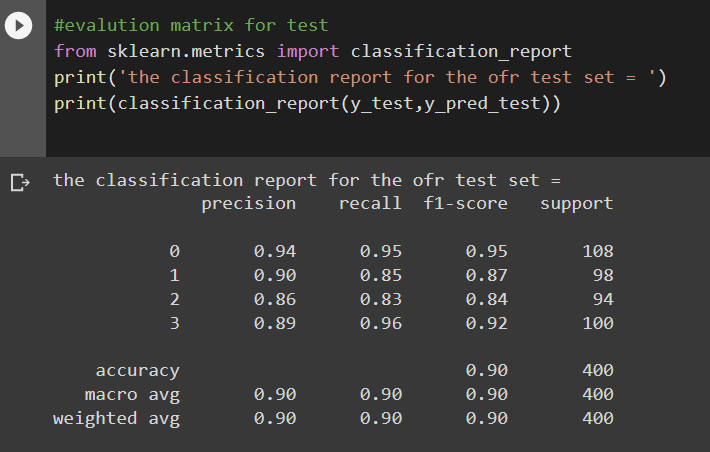 #evalution matrix for test
from sklearn.metrics import classification_report
print('the classification report for the ofr test set = ')
print(classification_report(y_test,y_pred_test))
the classification report for the ofr test set =
precision recall f1-score support
0 0.94 0.95 0.95 108
1 0.90 0.85 0.87 98
2 0.86 0.83 0.84 94
3 0.89 0.96 0.92 100
accuracy 0.90 400
macro avg 0.90 0.90 0.90 400
weighted avg 0.90 0.90 0.90 400